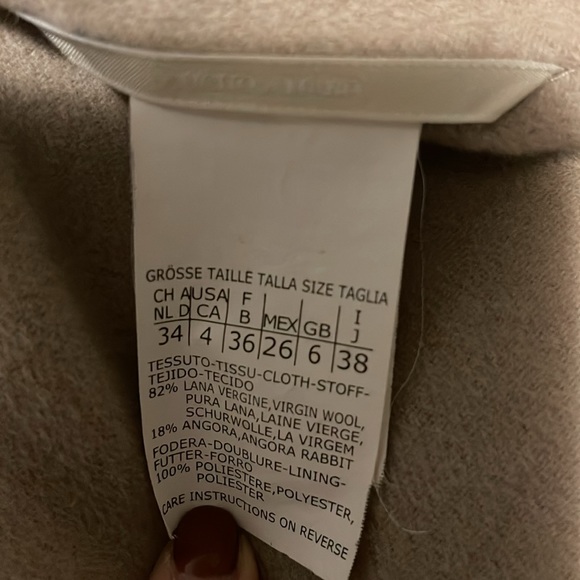 GRÖSSE TAILLE TALLA SIZE TAGLIA
CH A USA F I
NL D CA B MEX GB J
34 4 36 26 6 38
TESSUTO-TISSU-CLOTH-STOFF-
TEJIDO-TECIDO
82% LANA VERGINE,VIRGIN WOOL,
PURA LANA,LAINE VIERGE,
SCHURWOLLE,LA VIRGEM
18% ANGORA,ANGORA RABBIT
FODERA-DOUBLURE-LINING-
FUTTER-FORRO
100% POLIESTERE,POLYESTER,
POLIESTER
CARE INSTRUCTIONS ON REVERSE